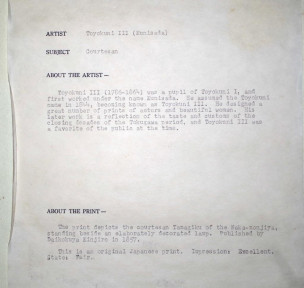 ARTIST Toyokuni III (Kunisada)
SUBJECT Courtesan
ABOUT THE ARTIST—
Toyokuni III (1786-1864) was a pupil of Toyokuni I, and
first worked under the name Kunisada. He assumed the Toyokuni
name in 1844, becoming known as Toyokuni III. He designed a
great number of prints of actors and beautiful women. His
later work is a reflection of the taste and customs of the
closing decades of the Tokugawa period, and Toyokuni III was
a favorite of the public at the time.
ABOUT THE PRINT—
The print depicts the courtesan of the
standing beside an elaborately decorated lamp. Published by
in
This is an original Japanese print. Impression: Excellent.
State: Fair.